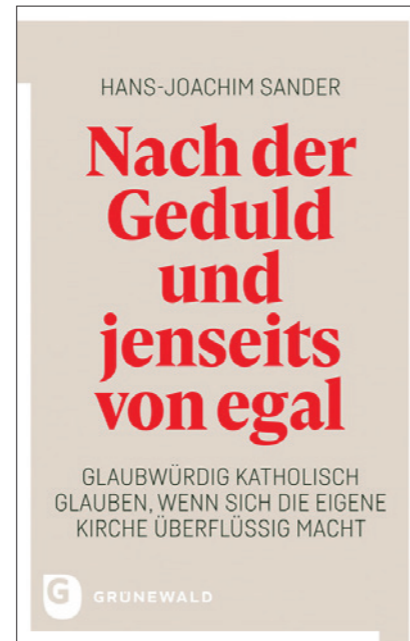 HANS-JOACHIM SANDER
Nach der
Geduld
und
jenseits
von egal
GLAUBWÜRDIG KATHOLISCH
GLAUBEN, WENN SICH DIE EIGENE
KIRCHE ÜBERFLÜSSIG MACHT
G GRÜNEWALD